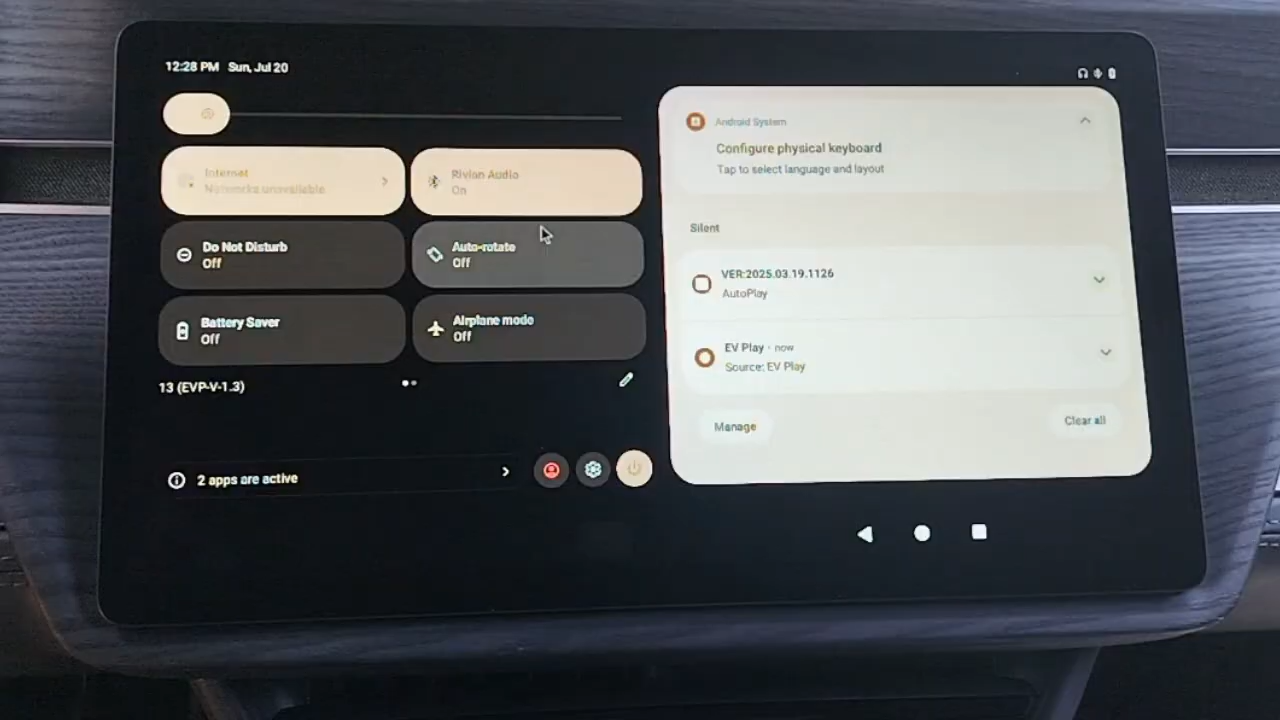 12:28 PM Sun, Jul 20
Internet
Networks unavailable
Rivian Audio
On
Do Not Disturb
Off
Auto-rotate
Off
Battery Saver
Off
Airplane mode
Off
13 (EVP-V-1.3)
2 apps are active
Android System
Configure physical keyboard
Tap to select language and layout
Silent
VER:2025.03.19.1126
AutoPlay
EV Play · now
Source: EV Play
Manage
Clear all